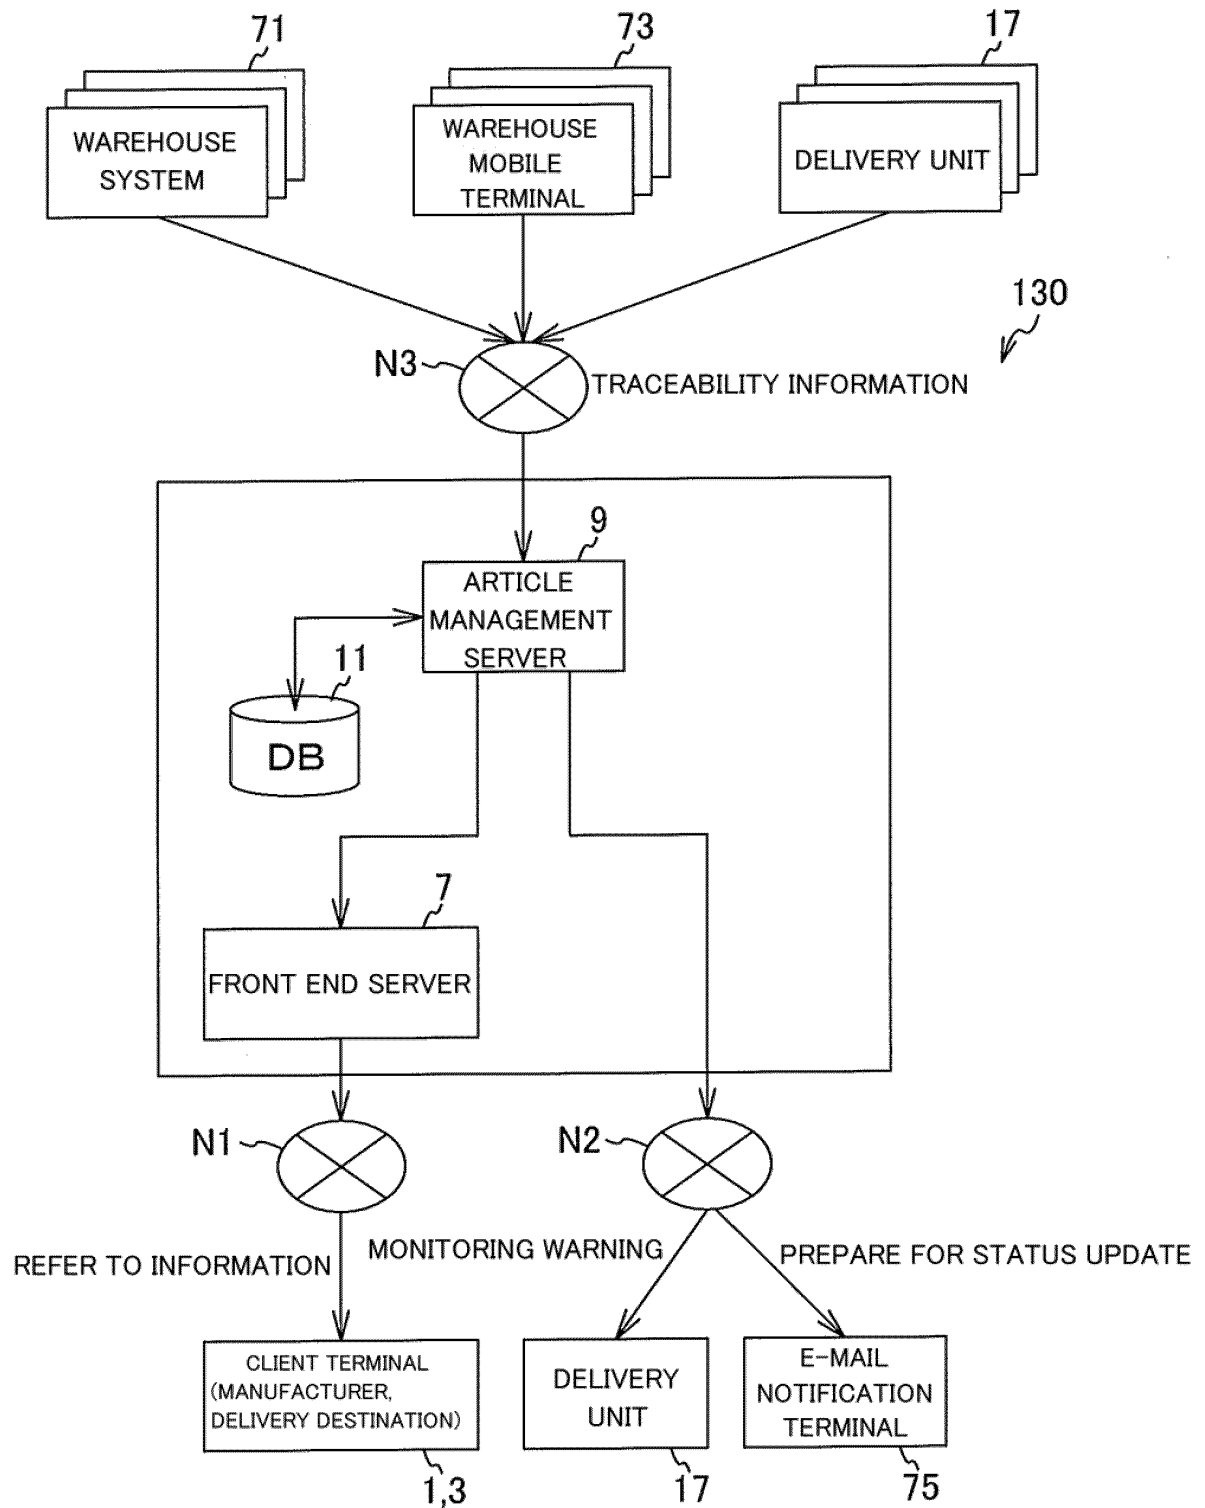 71
73
17
WAREHOUSE
SYSTEM
WAREHOUSE
MOBILE
TERMINAL
DELIVERY UNIT
130
N3
TRACEABILITY INFORMATION
9
ARTICLE
MANAGEMENT
SERVER
11
DB
7
FRONT END SERVER
N1
N2
REFER TO INFORMATION
MONITORING WARNING
PREPARE FOR STATUS UPDATE
CLIENT TERMINAL
(MANUFACTURER,
DELIVERY DESTINATION)
DELIVERY
UNIT
E-MAIL
NOTIFICATION
TERMINAL
1,3
17
75